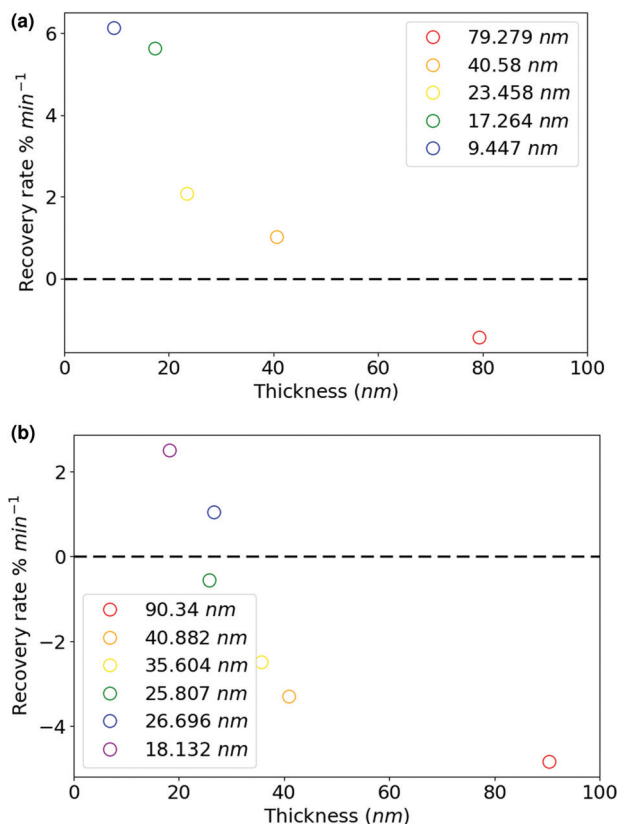 (a)
Recovery rate % min⁻¹
6
4
2
0
79.279 nm
40.58 nm
23.458 nm
17.264 nm
9.447 nm
0 20 40 60 80 100
Thickness (nm)
(b)
Recovery rate % min⁻¹
2
0
−2
−4
90.34 nm
40.882 nm
35.604 nm
25.807 nm
26.696 nm
18.132 nm
0 20 40 60 80 100
Thickness (nm)